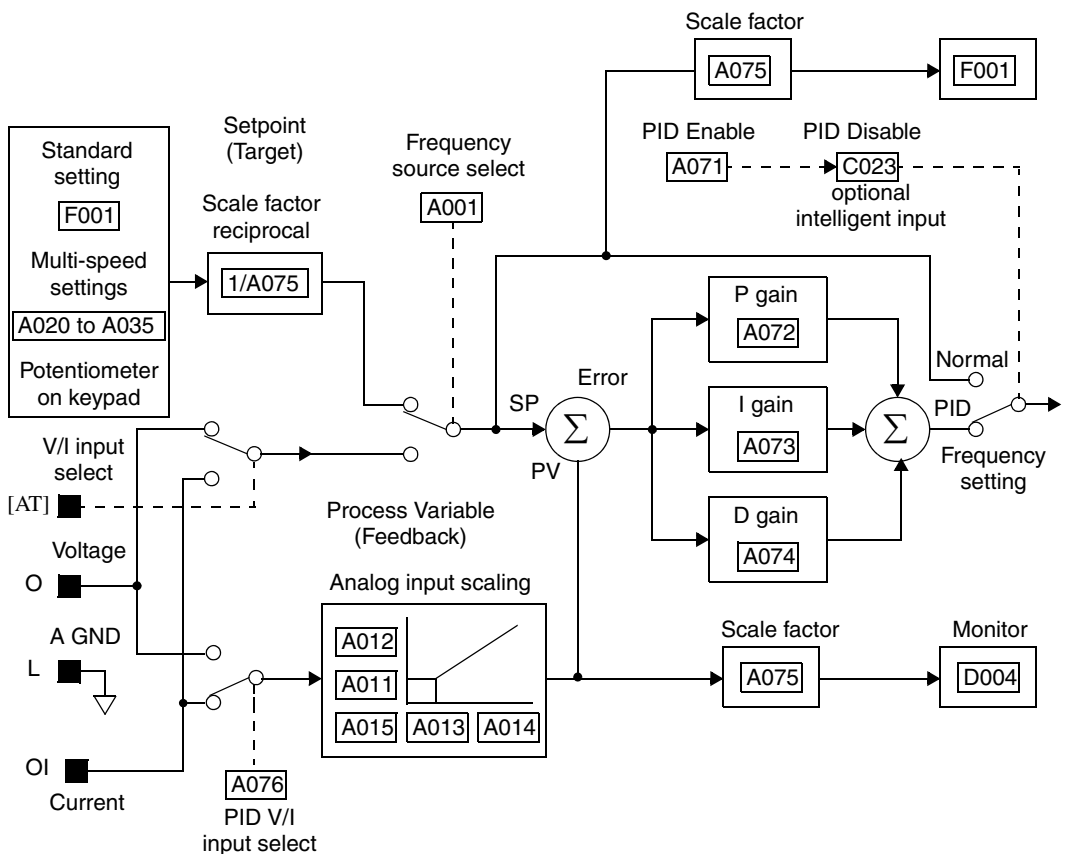 Scale factor
A075
F001
PID Enable
A071
PID Disable
C023
optional
intelligent input
Standard
setting
F001
Multi-speed
settings
A020 to A035
Potentiometer
on keypad
Setpoint
(Target)
Scale factor
reciprocal
1/A075
Frequency
source select
A001
SP
Error
Σ
PV
P gain
A072
I gain
A073
D gain
A074
Σ
Normal
PID
Frequency
setting
V/I input
select
[AT]
Voltage
O
A GND
L
OI
Current
A076
PID V/I
input select
Process Variable
(Feedback)
Analog input scaling
A012
A011
A015
A013
A014
Scale factor
A075
Monitor
D004